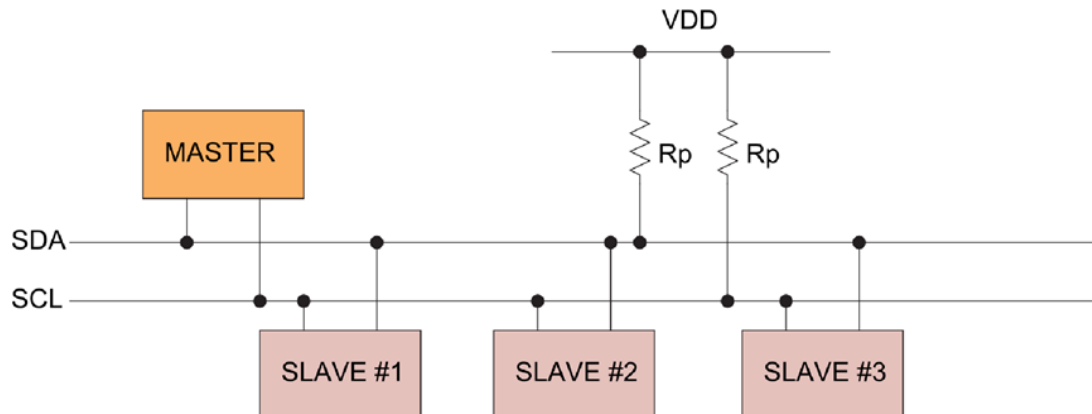 VDD
MASTER
Rp Rp
SDA
SCL
SLAVE #1 SLAVE #2 SLAVE #3